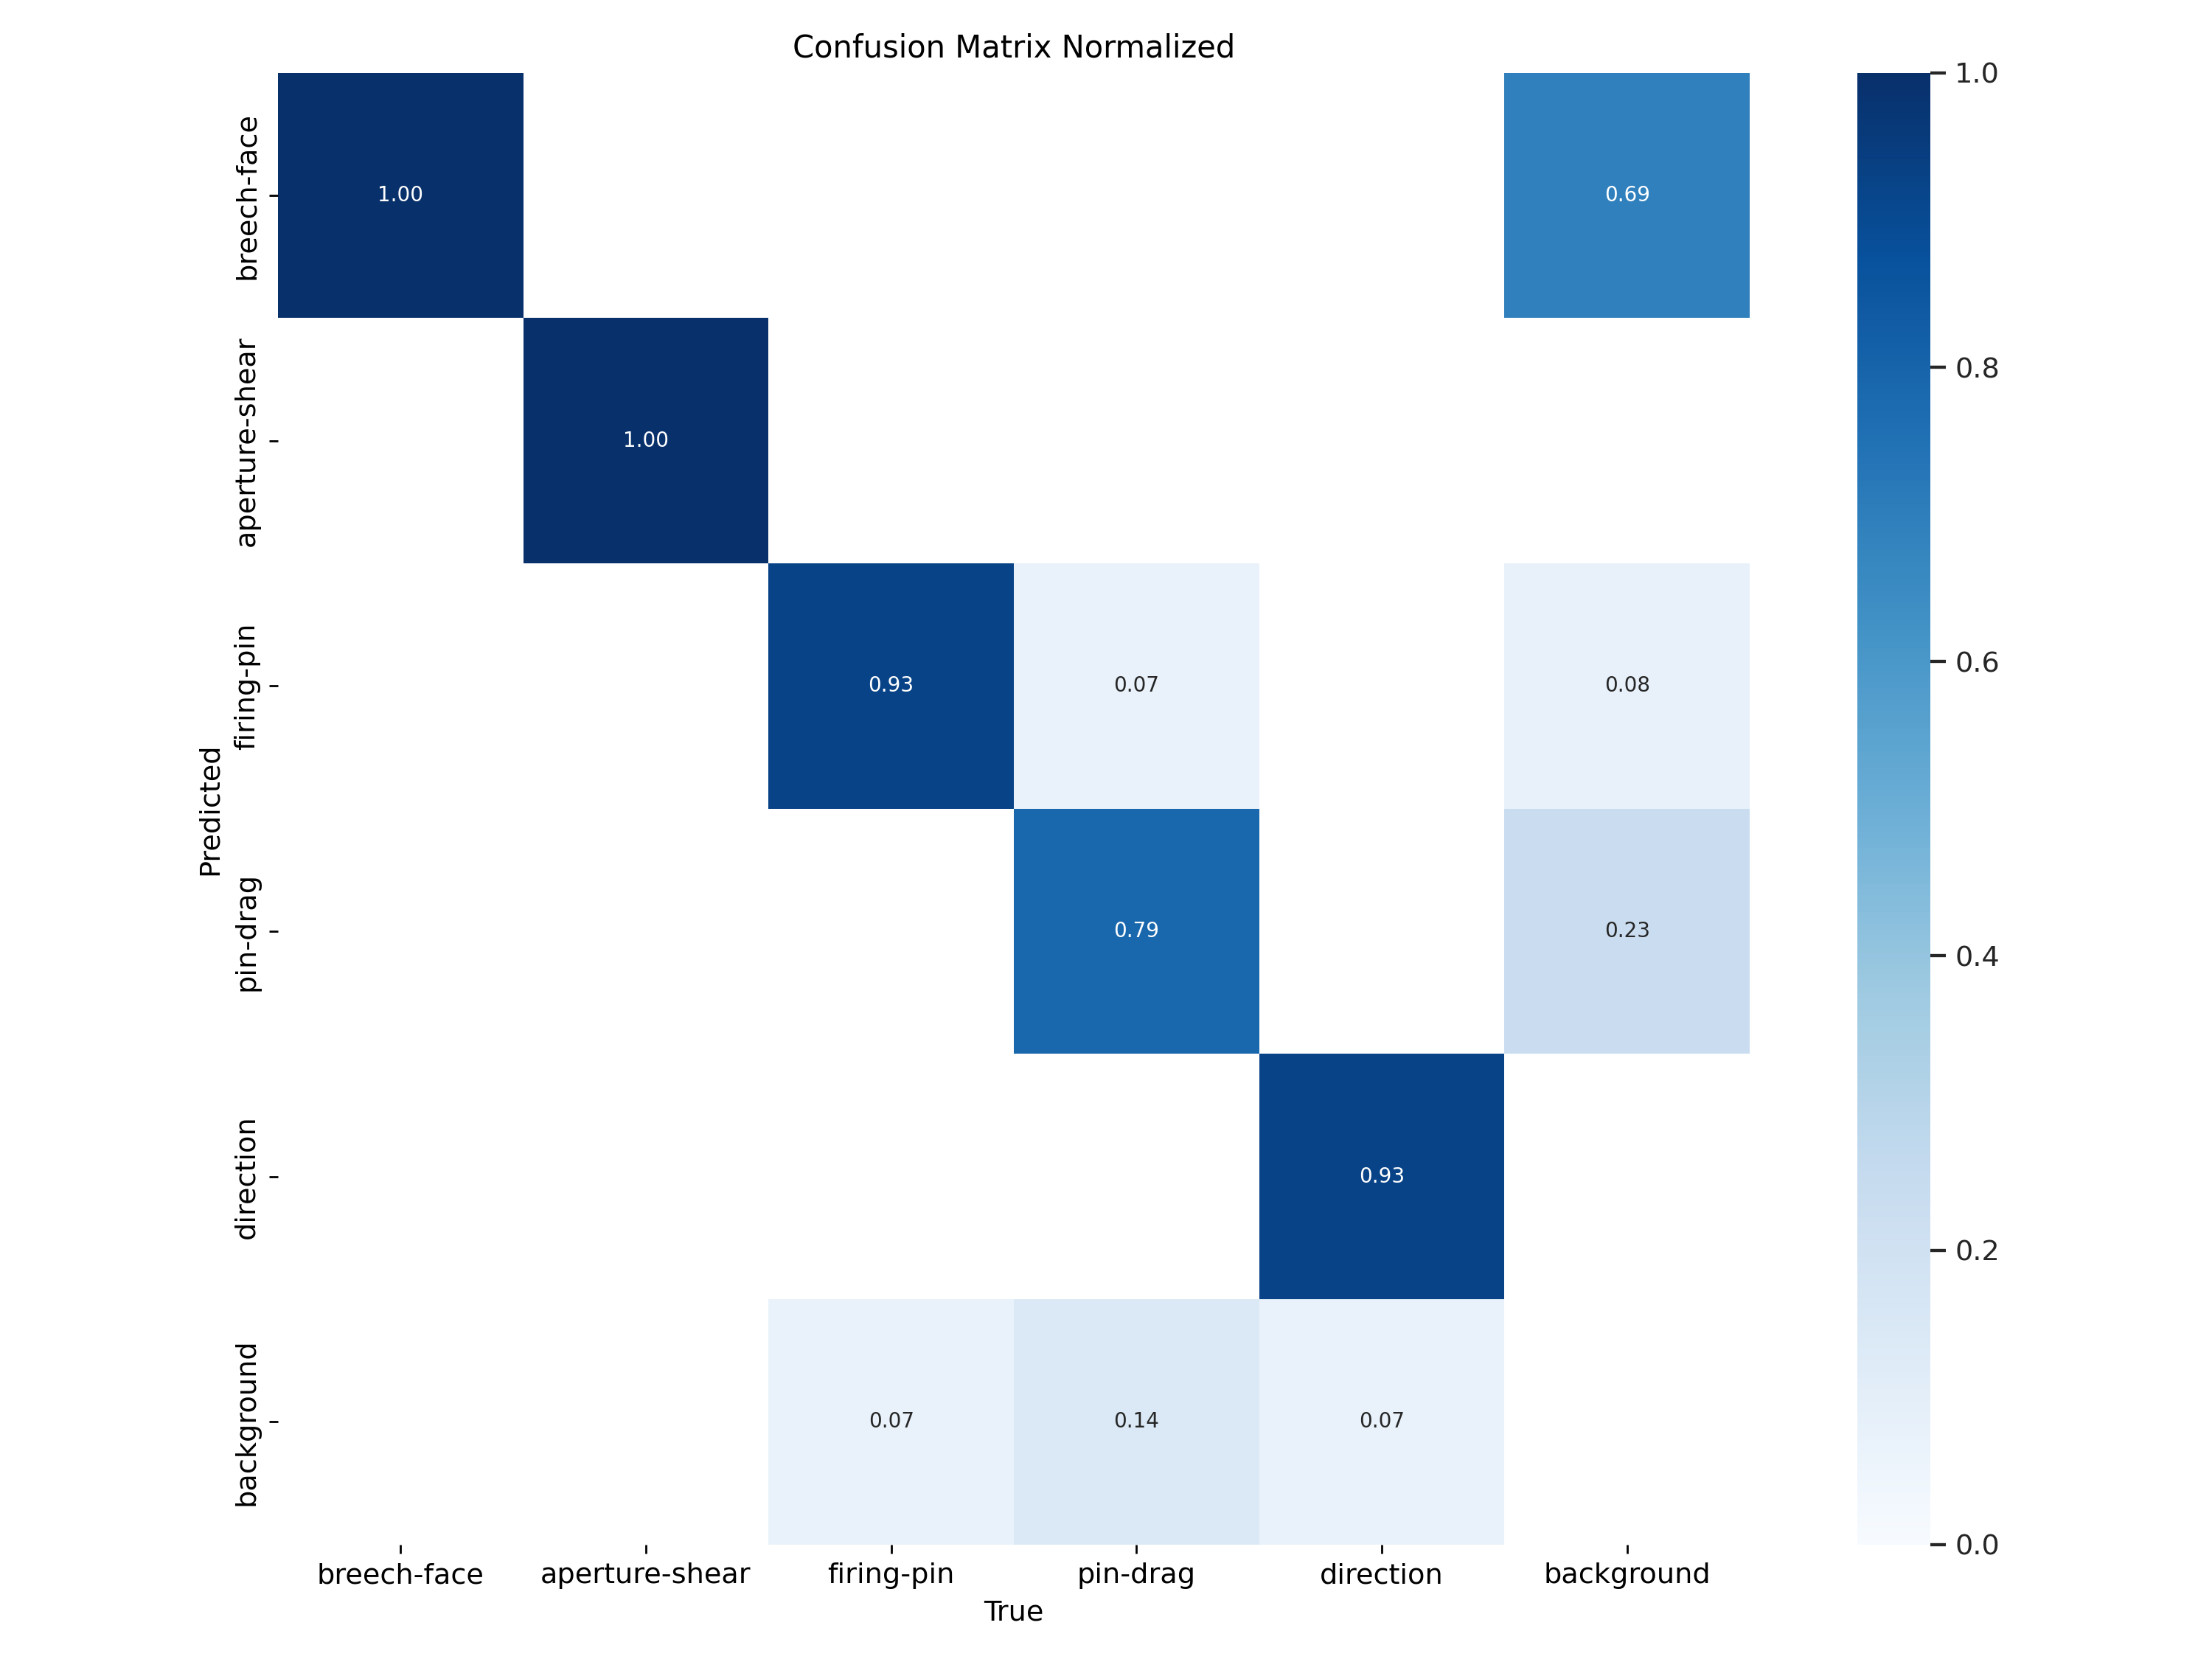 Confusion Matrix Normalized
breech-face
1.00
0.69
aperture-shear
1.00
firing-pin
0.93
0.07
0.08
pin-drag
0.79
0.23
direction
0.93
background
0.07
0.14
0.07
Predicted
breech-face
aperture-shear
firing-pin
pin-drag
direction
background
True
1.0
0.8
0.6
0.4
0.2
0.0